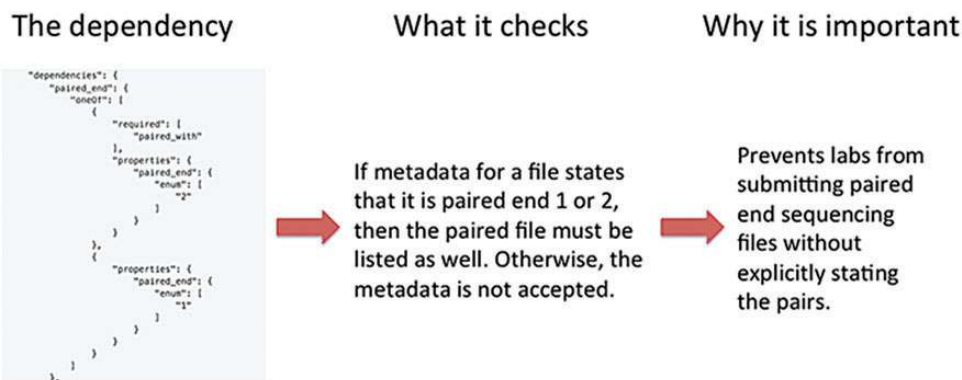 The dependency
"dependencies": {
"paired_end": {
"oneOf": [
{
"required": [
"paired_with"
],
"properties": {
"paired_end": {
"enum": [
"2"
]
}
}
},
{
"properties": {
"paired_end": {
"enum": [
"1"
]
}
}
}
]
},
What it checks
If metadata for a file states
that it is paired end 1 or 2,
then the paired file must be
listed as well. Otherwise, the
metadata is not accepted.
Why it is important
Prevents labs from
submitting paired
end sequencing
files without
explicitly stating
the pairs.